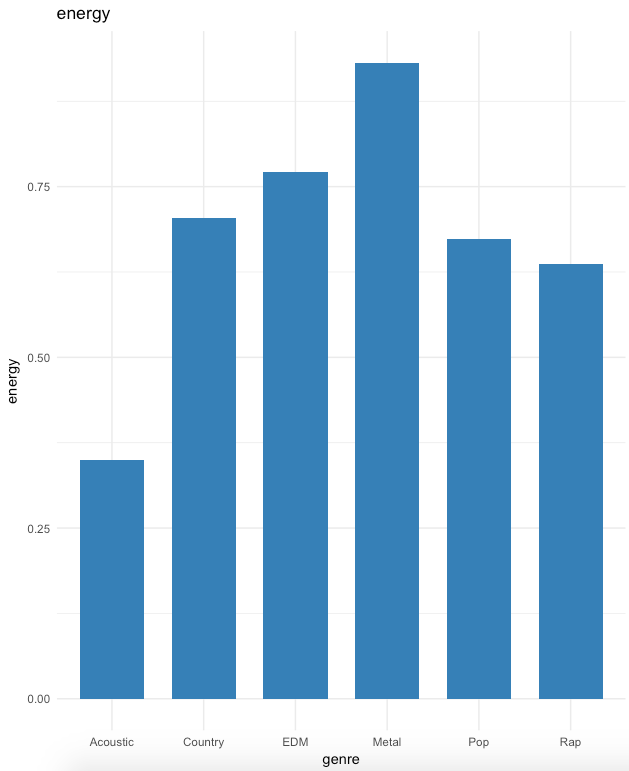 energy
energy
0.75
0.50
0.25
0.00
Acoustic Country EDM Metal Pop Rap
genre